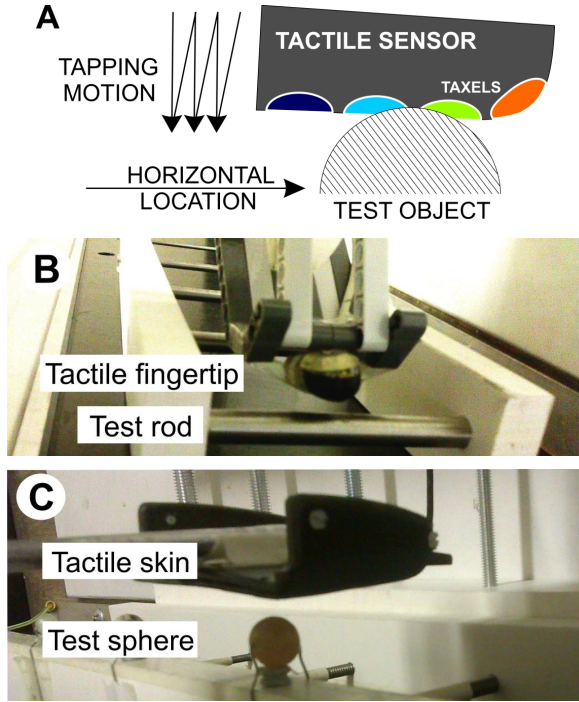 A
TAPPING
MOTION
TACTILE SENSOR
TAXELS
HORIZONTAL
LOCATION
TEST OBJECT
B
Tactile fingertip
Test rod
C
Tactile skin
Test sphere